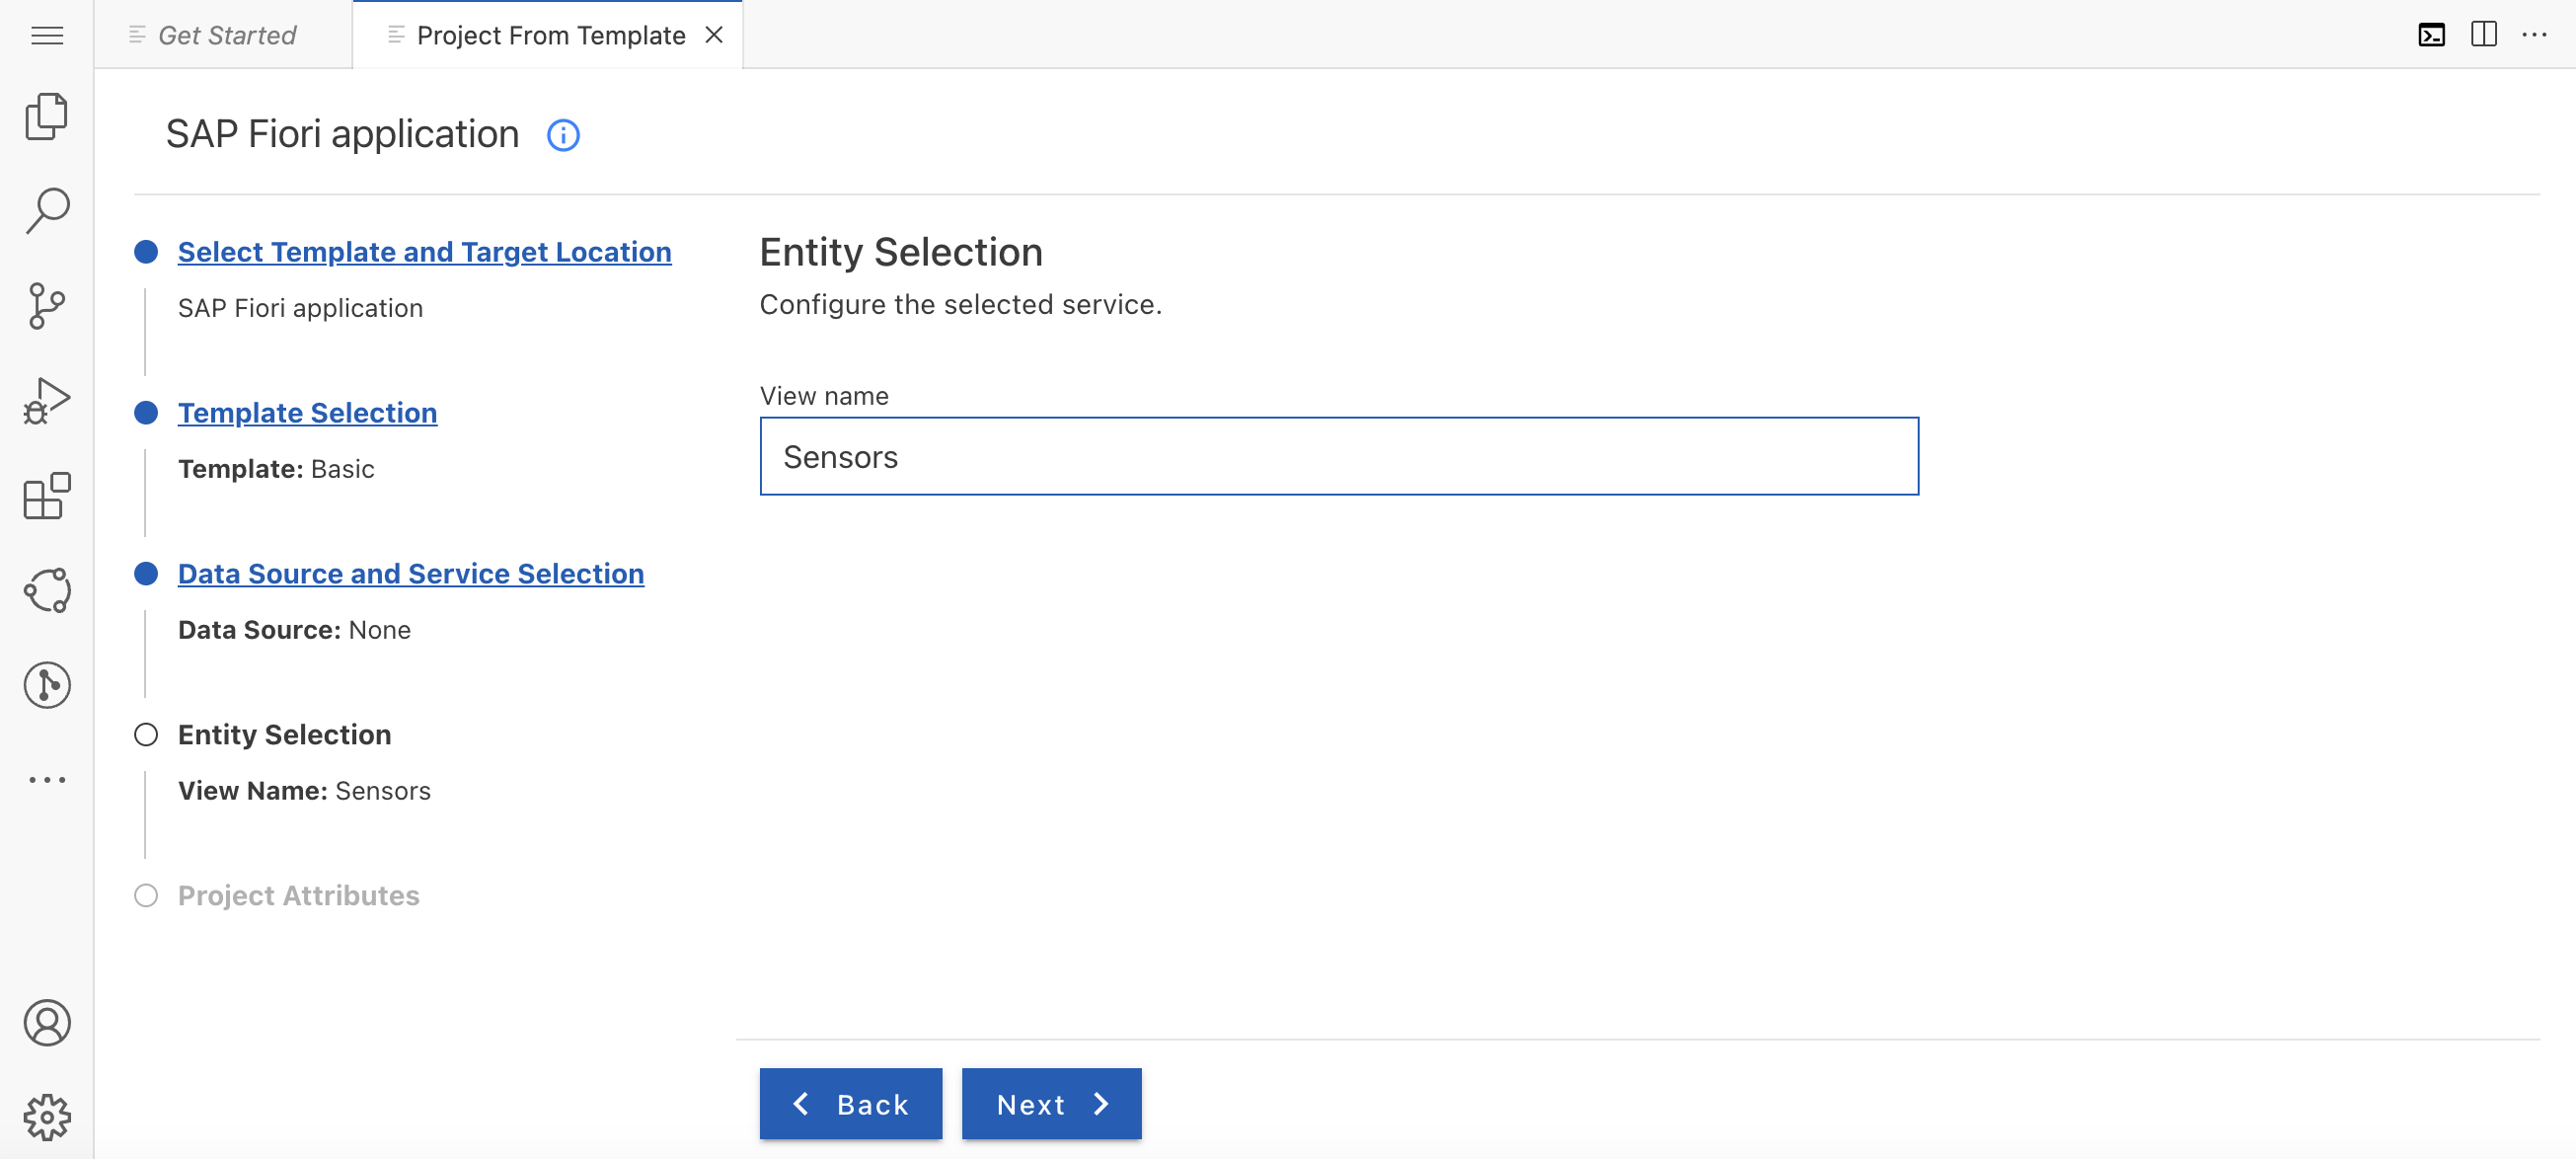 Get Started
Project From Template
SAP Fiori application
Select Template and Target Location
SAP Fiori application
Template Selection
Template: Basic
Data Source and Service Selection
Data Source: None
Entity Selection
View Name: Sensors
Project Attributes
Entity Selection
Configure the selected service.
View name
Sensors
Back
Next